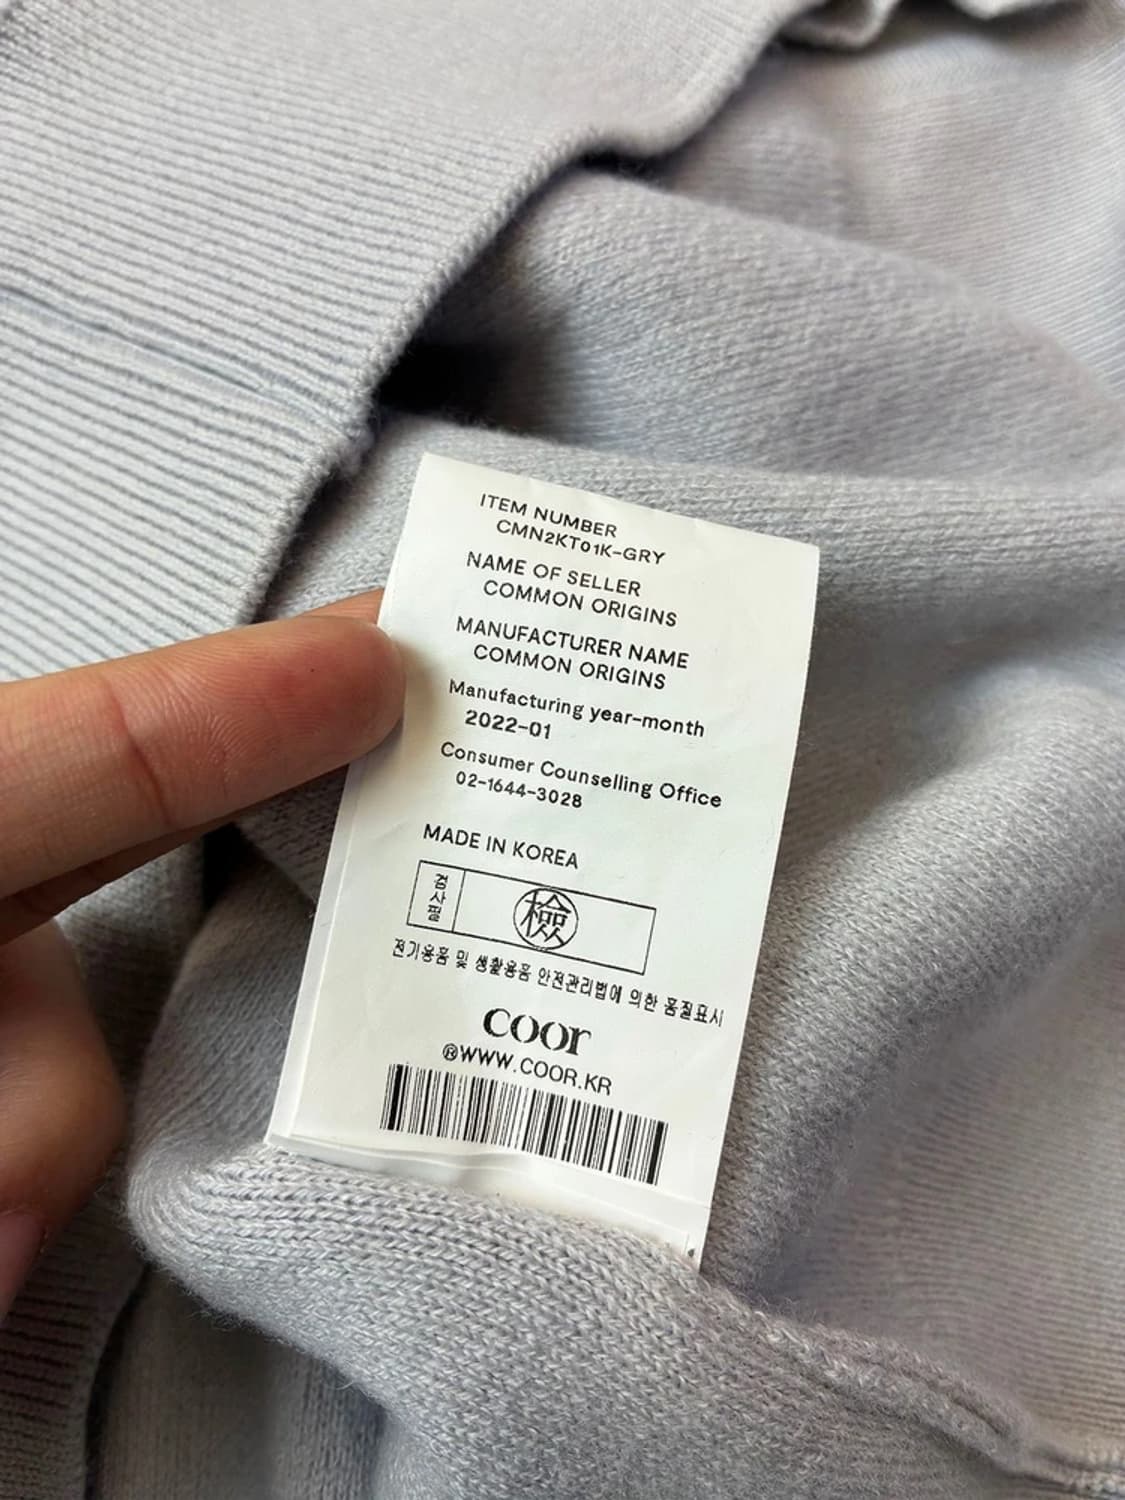 ITEM NUMBER
CMN2KT01K-GRY
NAME OF SELLER
COMMON ORIGINS
MANUFACTURER NAME
COMMON ORIGINS
Manufacturing year-month
2022-01
Consumer Counselling Office
02-1644-3028
MADE IN KOREA
검사필
檢
전기용품 및 생활용품 안전관리법에 의한 품질표시
coor
®WWW.COOR.KR